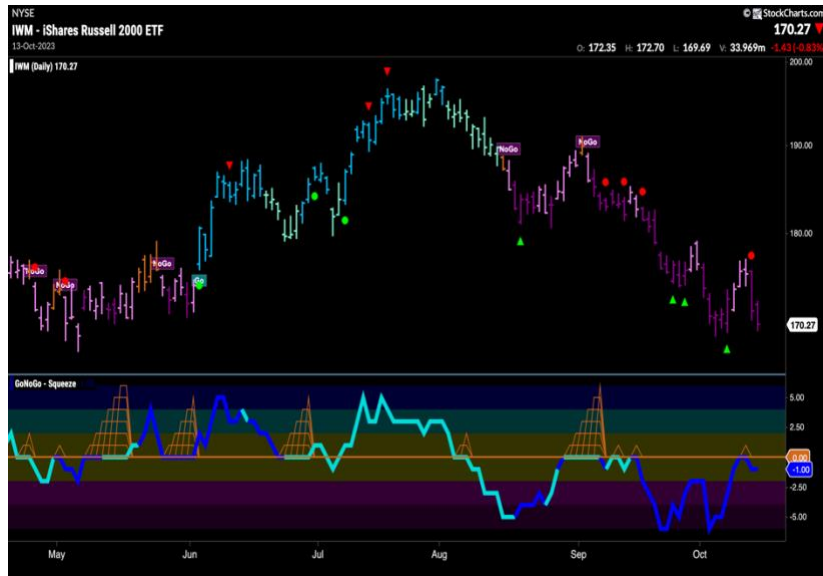 NYSE
© StockCharts.com
IWM - iShares Russell 2000 ETF
170.27
13-Oct-2023
O: 172.35 H: 172.70 L: 169.69 V: 33.969m -1.43 (-0.83%)
IWM (Daily) 170.27
200.00
190.00
180.00
170.27
NoGo
NoGo
NoGo
Go
NoGo
NoGo
GoNoGo - Squeeze
5.00
2.50
0.00
-1.00
-2.50
-5.00
May Jun Jul Aug Sep Oct